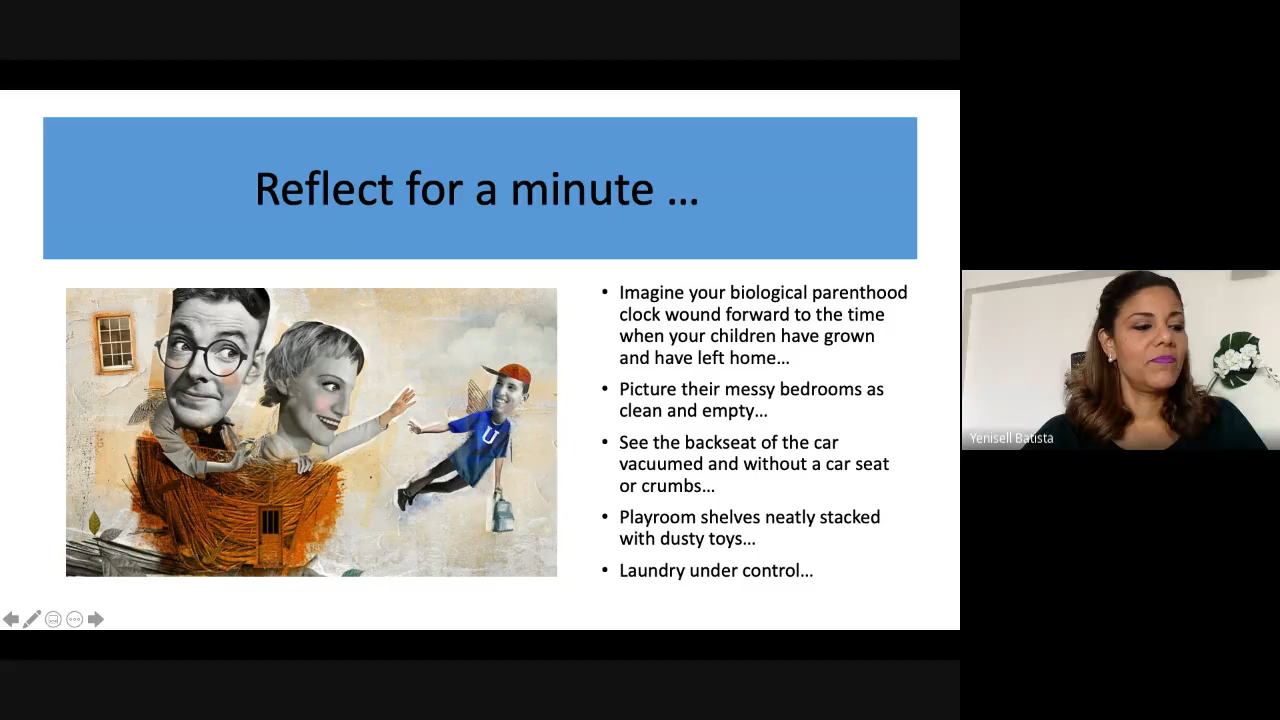 Reflect for a minute ...
• Imagine your biological parenthood
clock wound forward to the time
when your children have grown
and have left home...
• Picture their messy bedrooms as
clean and empty...
• See the backseat of the car
vacuumed and without a car seat
or crumbs...
• Playroom shelves neatly stacked
with dusty toys...
• Laundry under control...
U
Yenisell Batista